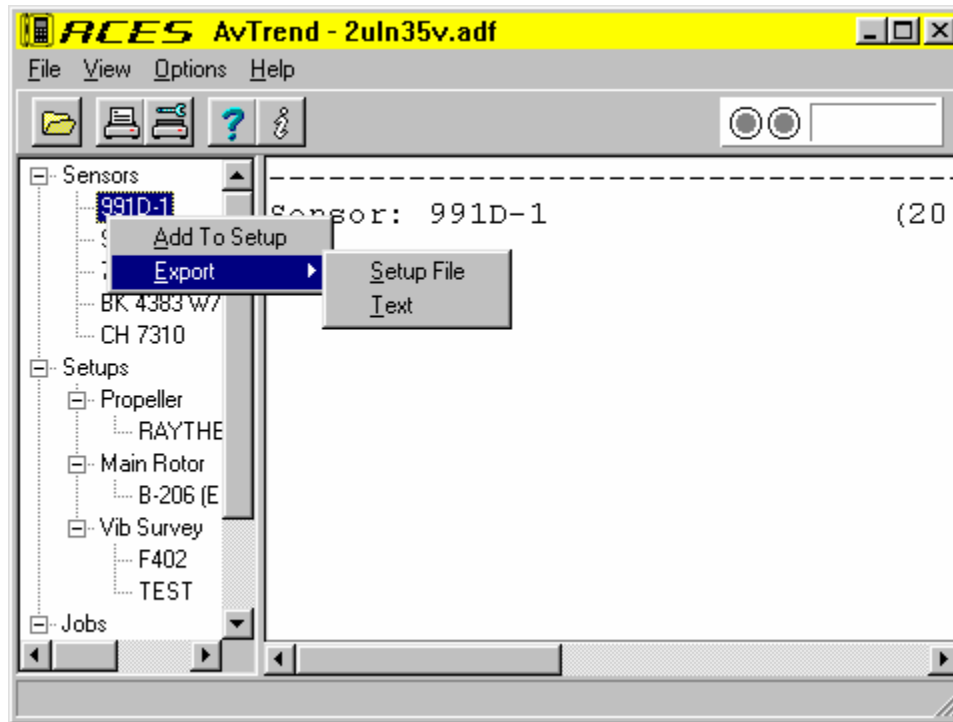 ACES AvTrend - 2uln35v.adf
File View Options Help
Sensors
991D-1
BK 4383 W7
CH 7310
Setups
Propeller
RAYTHE
Main Rotor
B-206 (E
Vib Survey
F402
TEST
Jobs
Add To Setup
Export
Setup File
Text
Sensor: 991D-1 (20